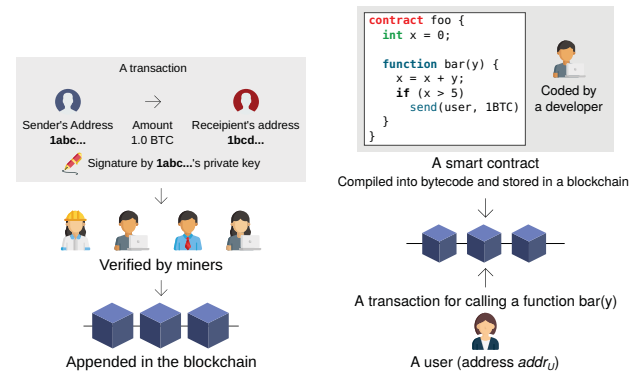 A transaction
Sender's Address
1abc...
Amount
1.0 BTC
Receipient's address
1bcd...
Signature by 1abc...'s private key
Verified by miners
Appended in the blockchain
contract foo {
int x = 0;
function bar(y) {
x = x + y;
if (x > 5)
send(user, 1BTC)
}
}
Coded by
a developer
A smart contract
Compiled into bytecode and stored in a blockchain
A transaction for calling a function bar(y)
A user (address addrU)